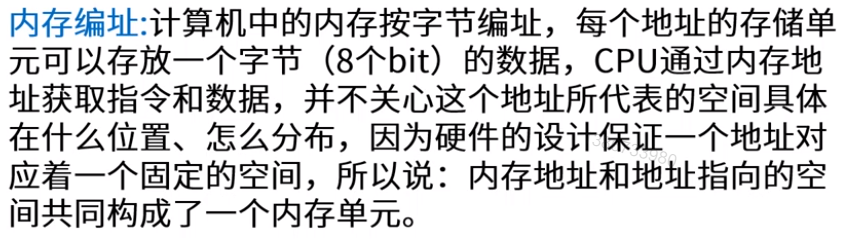 内存编址:计算机中的内存按字节编址，每个地址的存储单
元可以存放一个字节（8个bit）的数据，CPU通过内存地
址获取指令和数据，并不关心这个地址所代表的空间具体
在什么位置、怎么分布，因为硬件的设计保证一个地址对
应着一个固定的空间，所以说：内存地址和地址指向的空
间共同构成了一个内存单元。